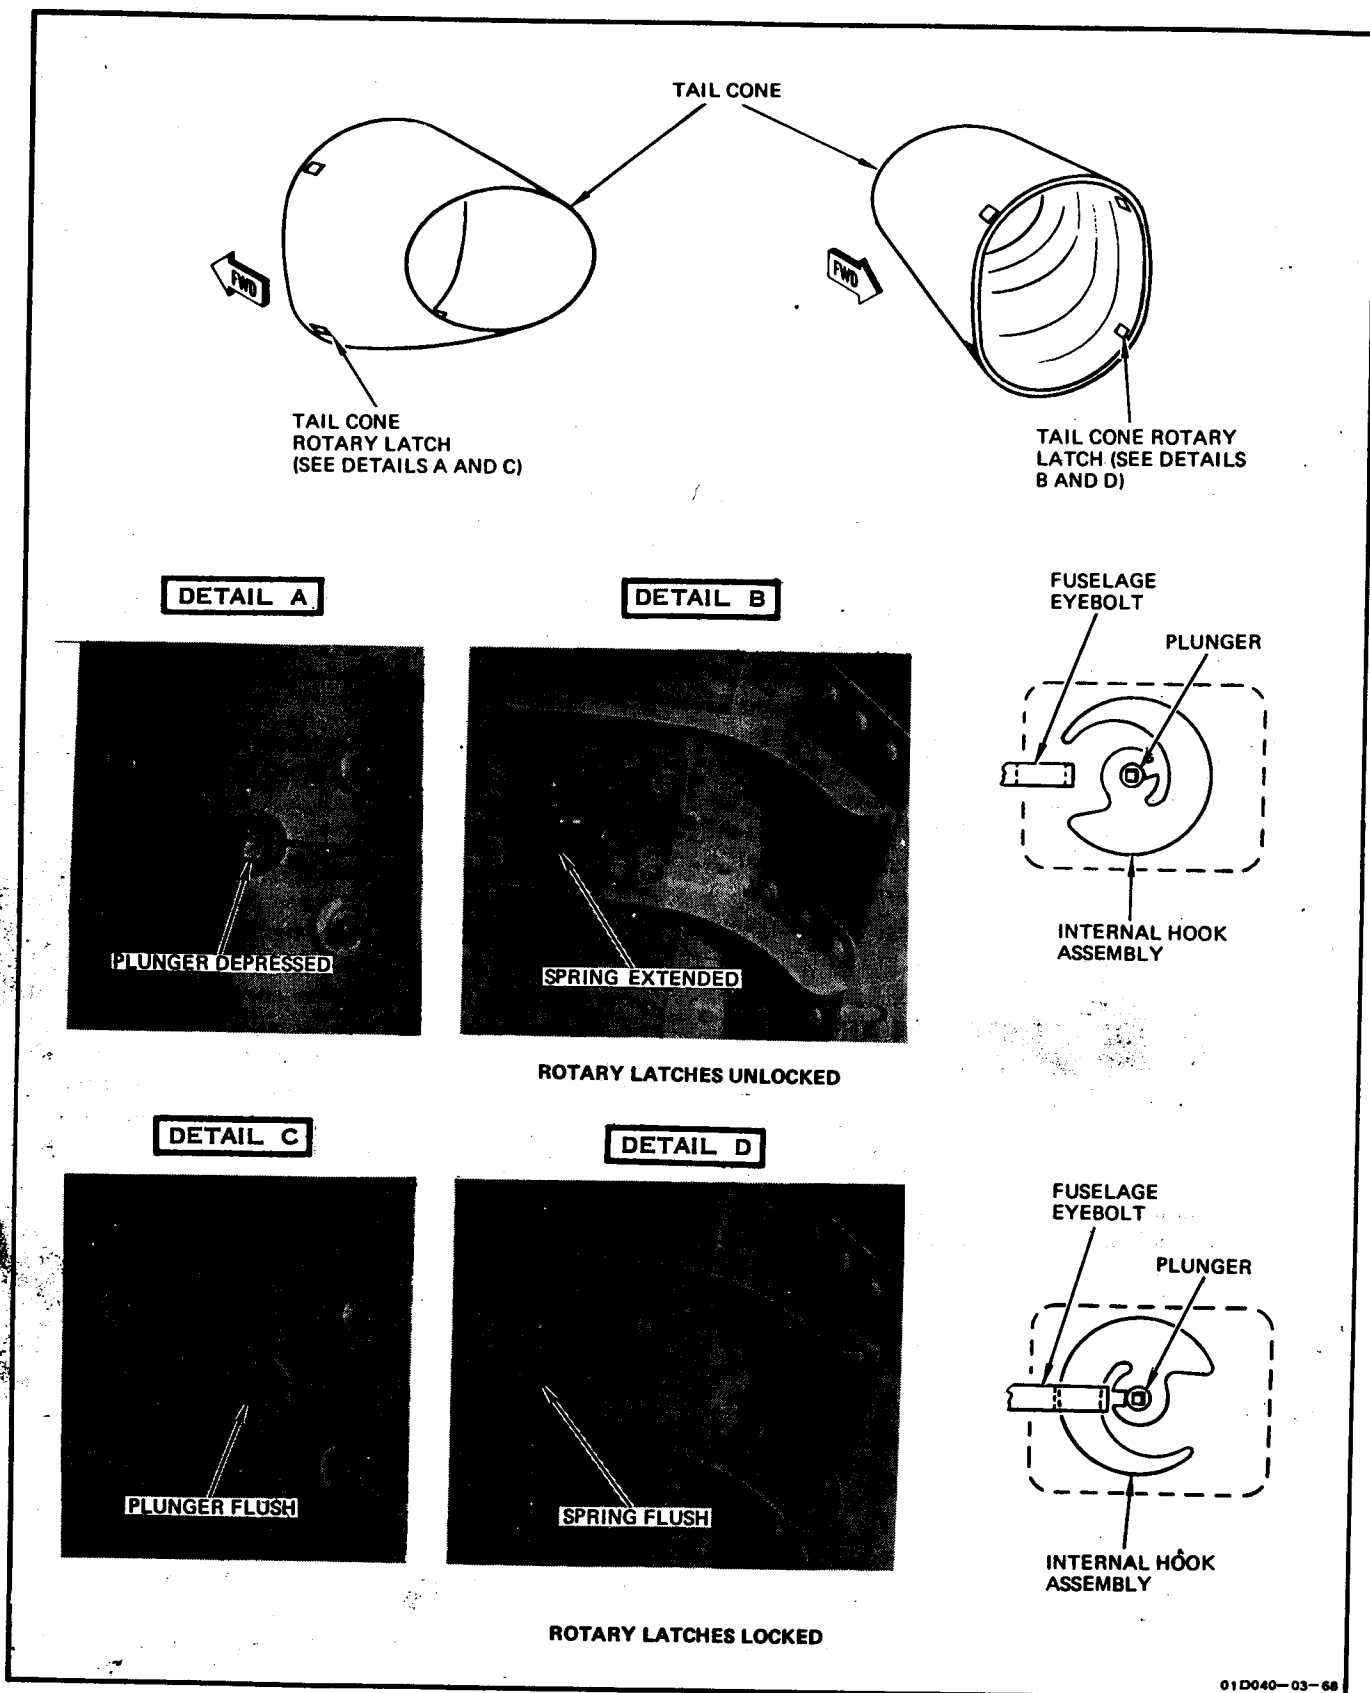 TAIL CONE
FWD
FWD
TAIL CONE
ROTARY LATCH
(SEE DETAILS A AND C)
TAIL CONE ROTARY
LATCH (SEE DETAILS
B AND D)
DETAIL A
DETAIL B
FUSELAGE
EYEBOLT
PLUNGER
PLUNGER DEPRESSED
SPRING EXTENDED
INTERNAL HOOK
ASSEMBLY
ROTARY LATCHES UNLOCKED
DETAIL C
DETAIL D
FUSELAGE
EYEBOLT
PLUNGER
PLUNGER FLUSH
SPRING FLUSH
INTERNAL HOOK
ASSEMBLY
ROTARY LATCHES LOCKED
01D040-03-68